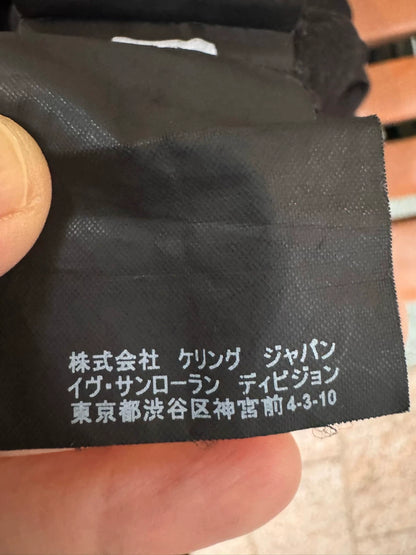 株式会社 ケリング ジャパン
イヴ・サンローラン ディビジョン
東京都渋谷区神宮前4-3-10